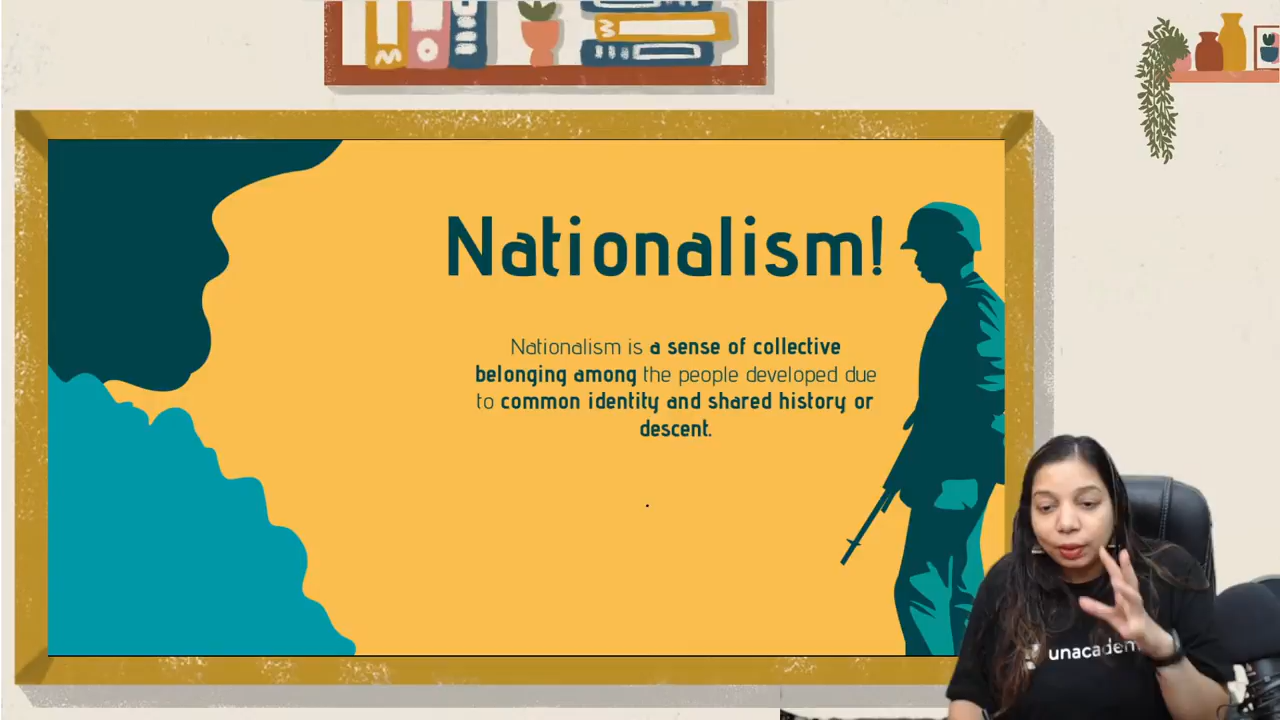 Nationalism!
Nationalism is a sense of collective
belonging among the people developed due
to common identity and shared history or
descent.
unacadem